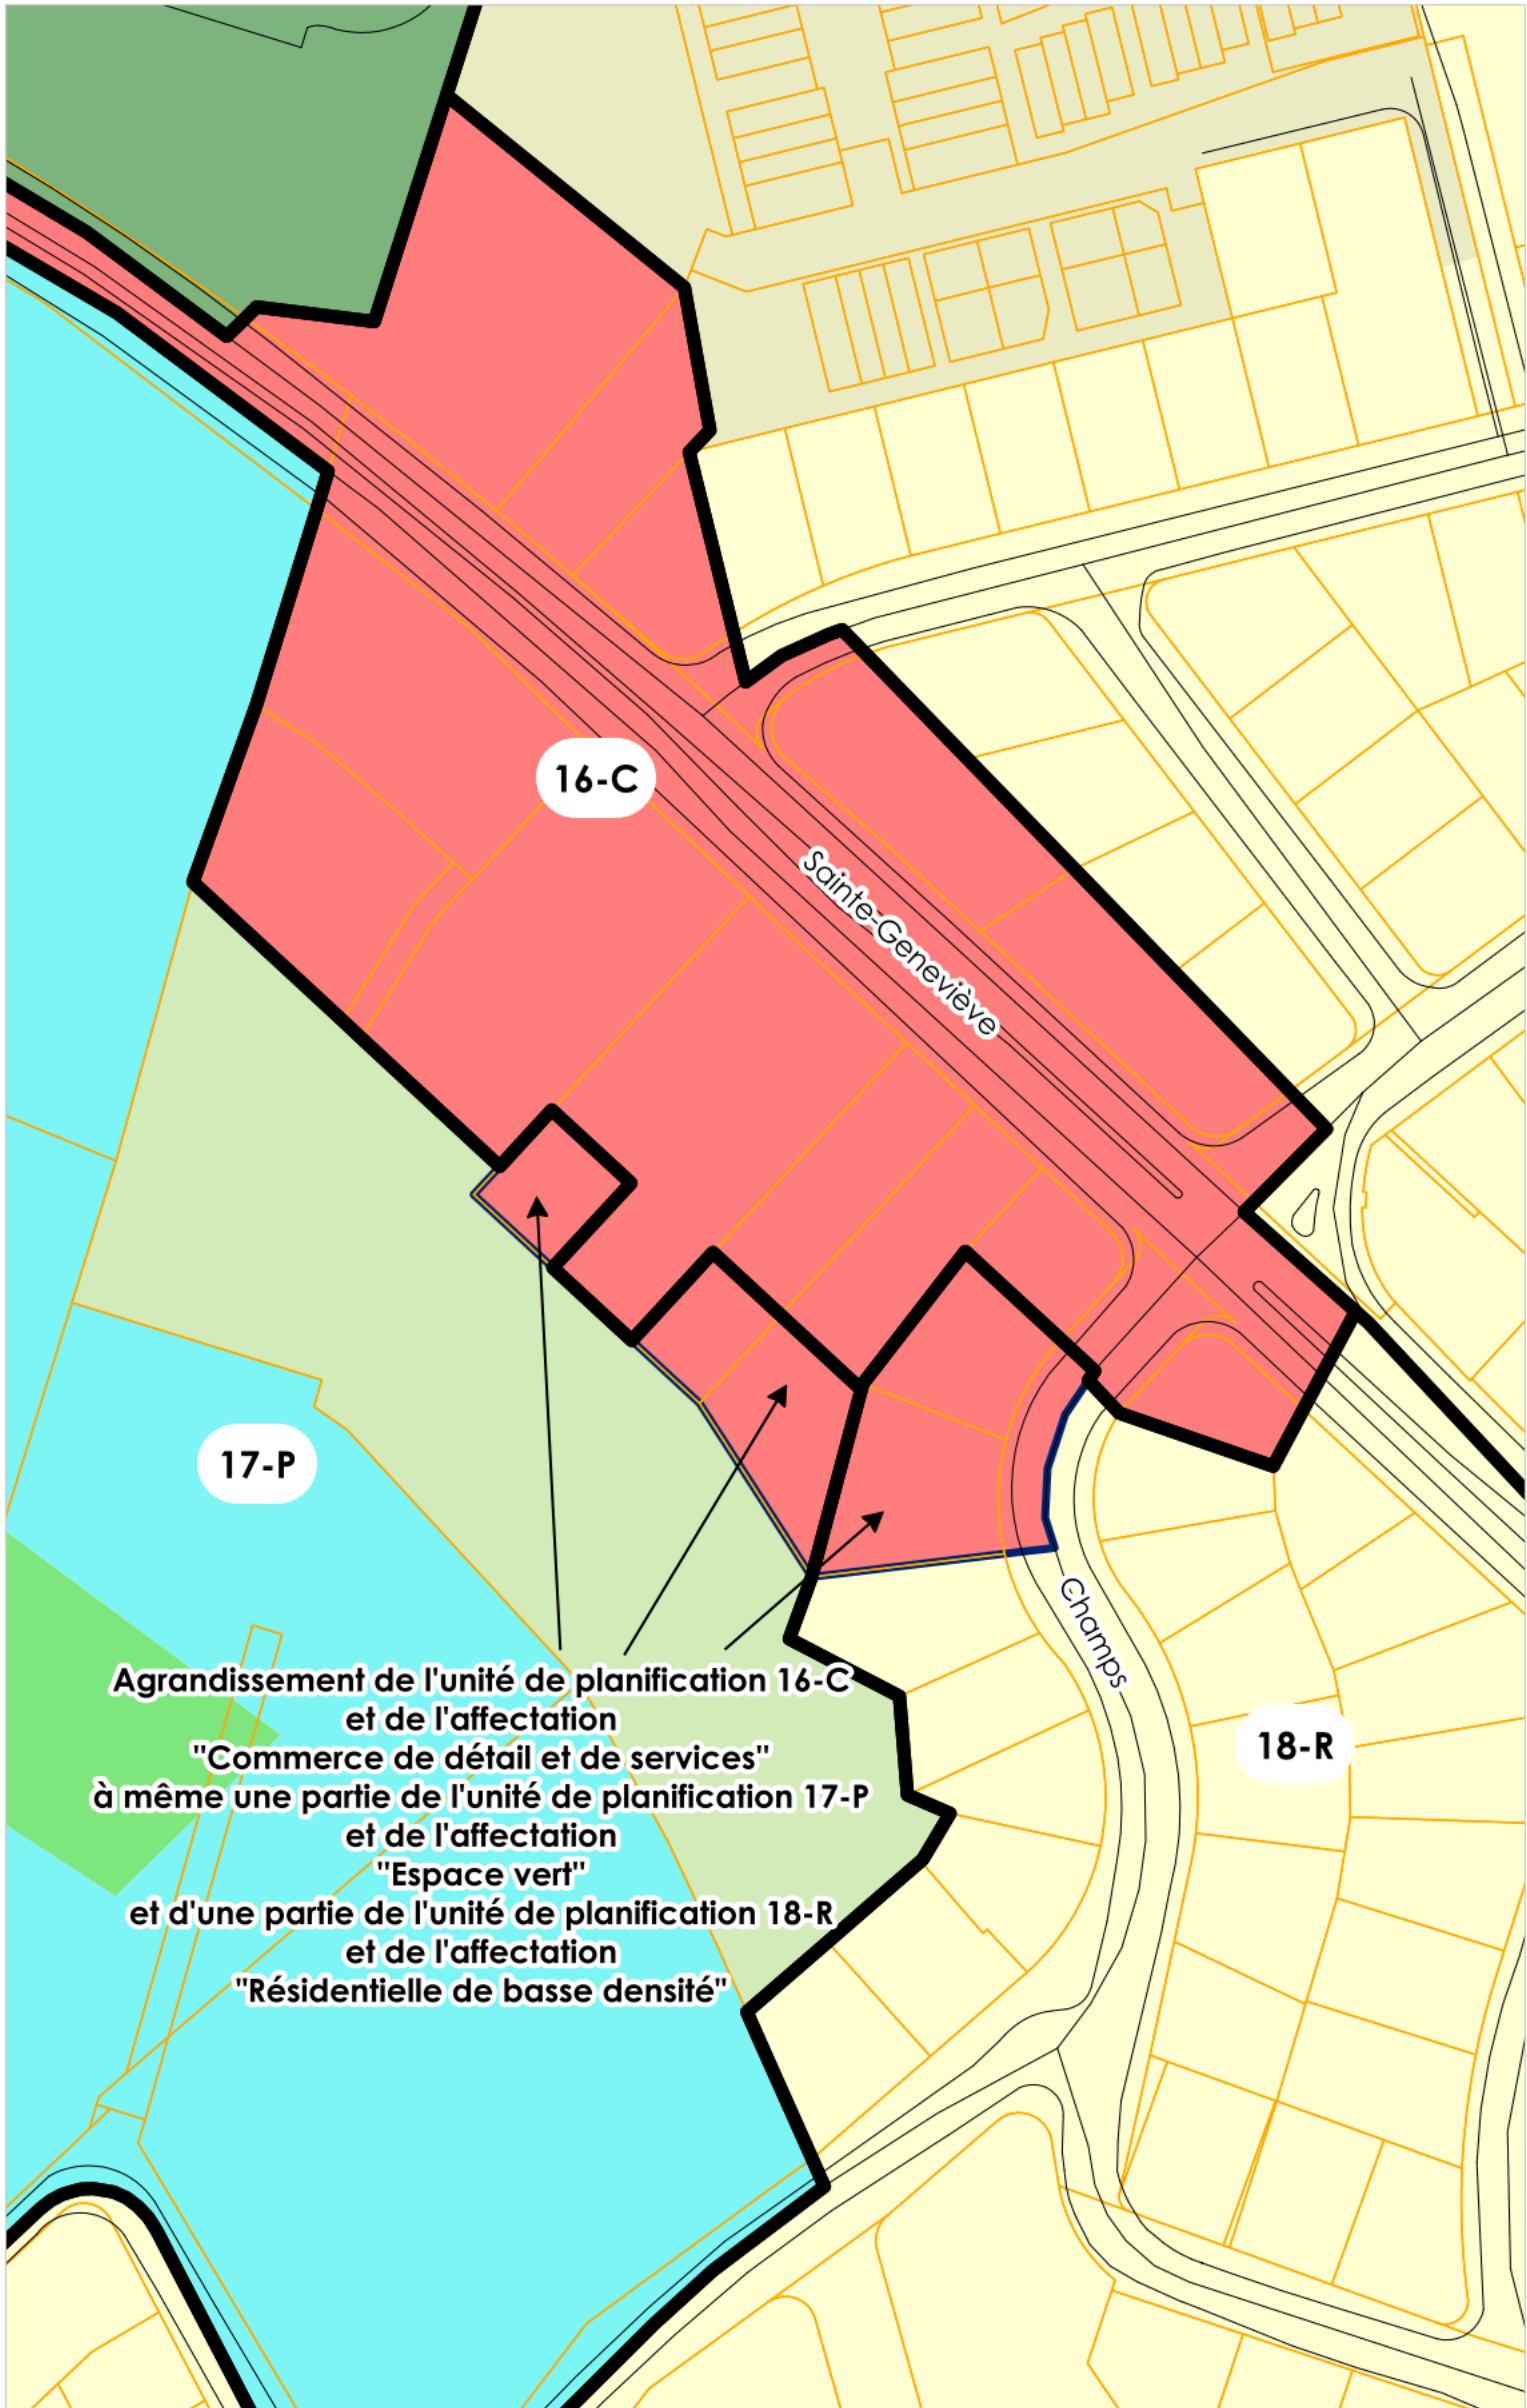 16-C
Sainte-Geneviève
17-P
Champs
Agrandissement de l'unité de planification 16-C
et de l'affectation
"Commerce de détail et de services"
à même une partie de l'unité de planification 17-P
et de l'affectation
"Espace vert"
et d'une partie de l'unité de planification 18-R
et de l'affectation
"Résidentielle de basse densité"
18-R